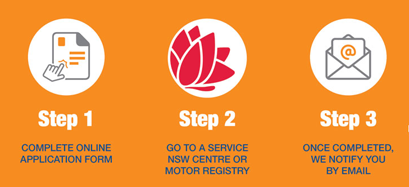 Step 1
COMPLETE ONLINE
APPLICATION FORM
Step 2
GO TO A SERVICE
NSW CENTRE OR
MOTOR REGISTRY
Step 3
ONCE COMPLETED,
WE NOTIFY YOU
BY EMAIL